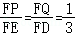 FP/FE = FQ/FD = 1/3